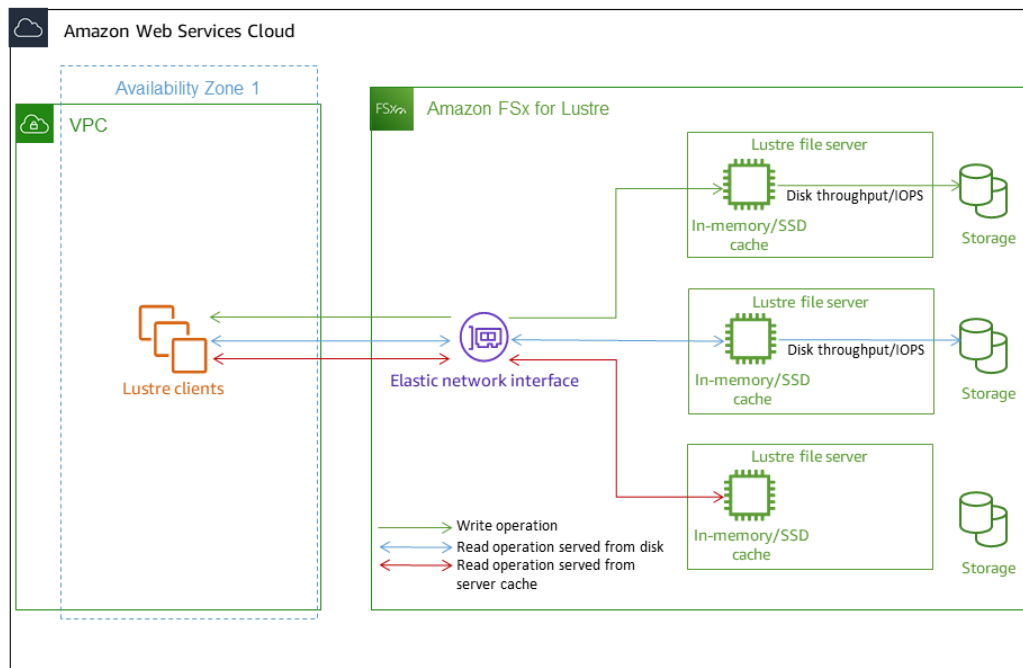 Amazon Web Services Cloud
Availability Zone 1
VPC
FSx
Amazon FSx for Lustre
Lustre file server
Disk throughput/IOPS
In-memory/SSD
cache
Storage
Lustre file server
Disk throughput/IOPS
In-memory/SSD
cache
Storage
Lustre clients
Elastic network interface
Lustre file server
In-memory/SSD
cache
Storage
Write operation
Read operation served from disk
Read operation served from
server cache